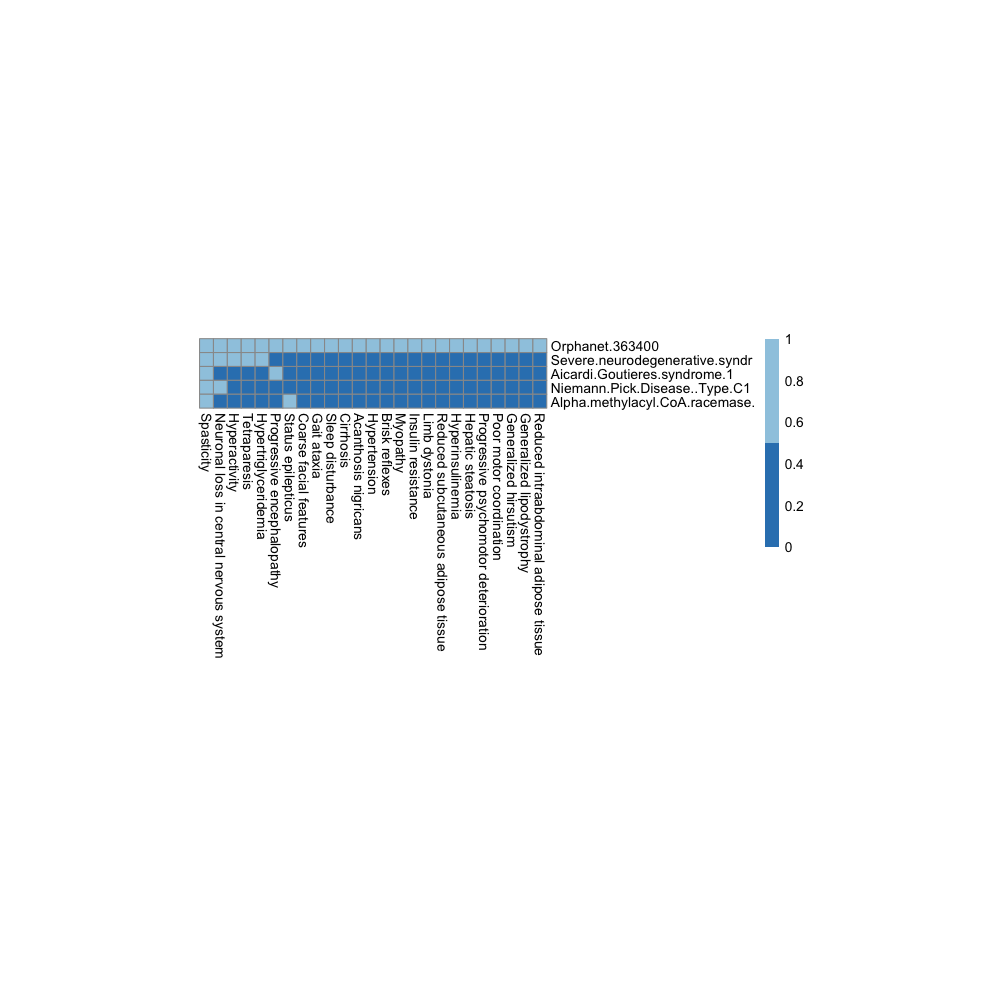 Orphanet.363400
Severe.neurodegenerative.syndr
Aicardi.Goutieres.syndrome.1
Niemann.Pick.Disease..Type.C1
Alpha.methylacyl.CoA.racemase.
1
0.8
0.6
0.4
0.2
0
Spasticity
Neuronal loss in central nervous system
Hyperactivity
Tetraparesis
Hypertriglyceridemia
Progressive encephalopathy
Status epilepticus
Coarse facial features
Gait ataxia
Sleep disturbance
Cirrhosis
Acanthosis nigricans
Hypertension
Brisk reflexes
Myopathy
Insulin resistance
Limb dystonia
Reduced subcutaneous adipose tissue
Hyperinsulinemia
Hepatic steatosis
Progressive psychomotor deterioration
Poor motor coordination
Generalized hirsutism
Generalized lipodystrophy
Reduced intraabdominal adipose tissue